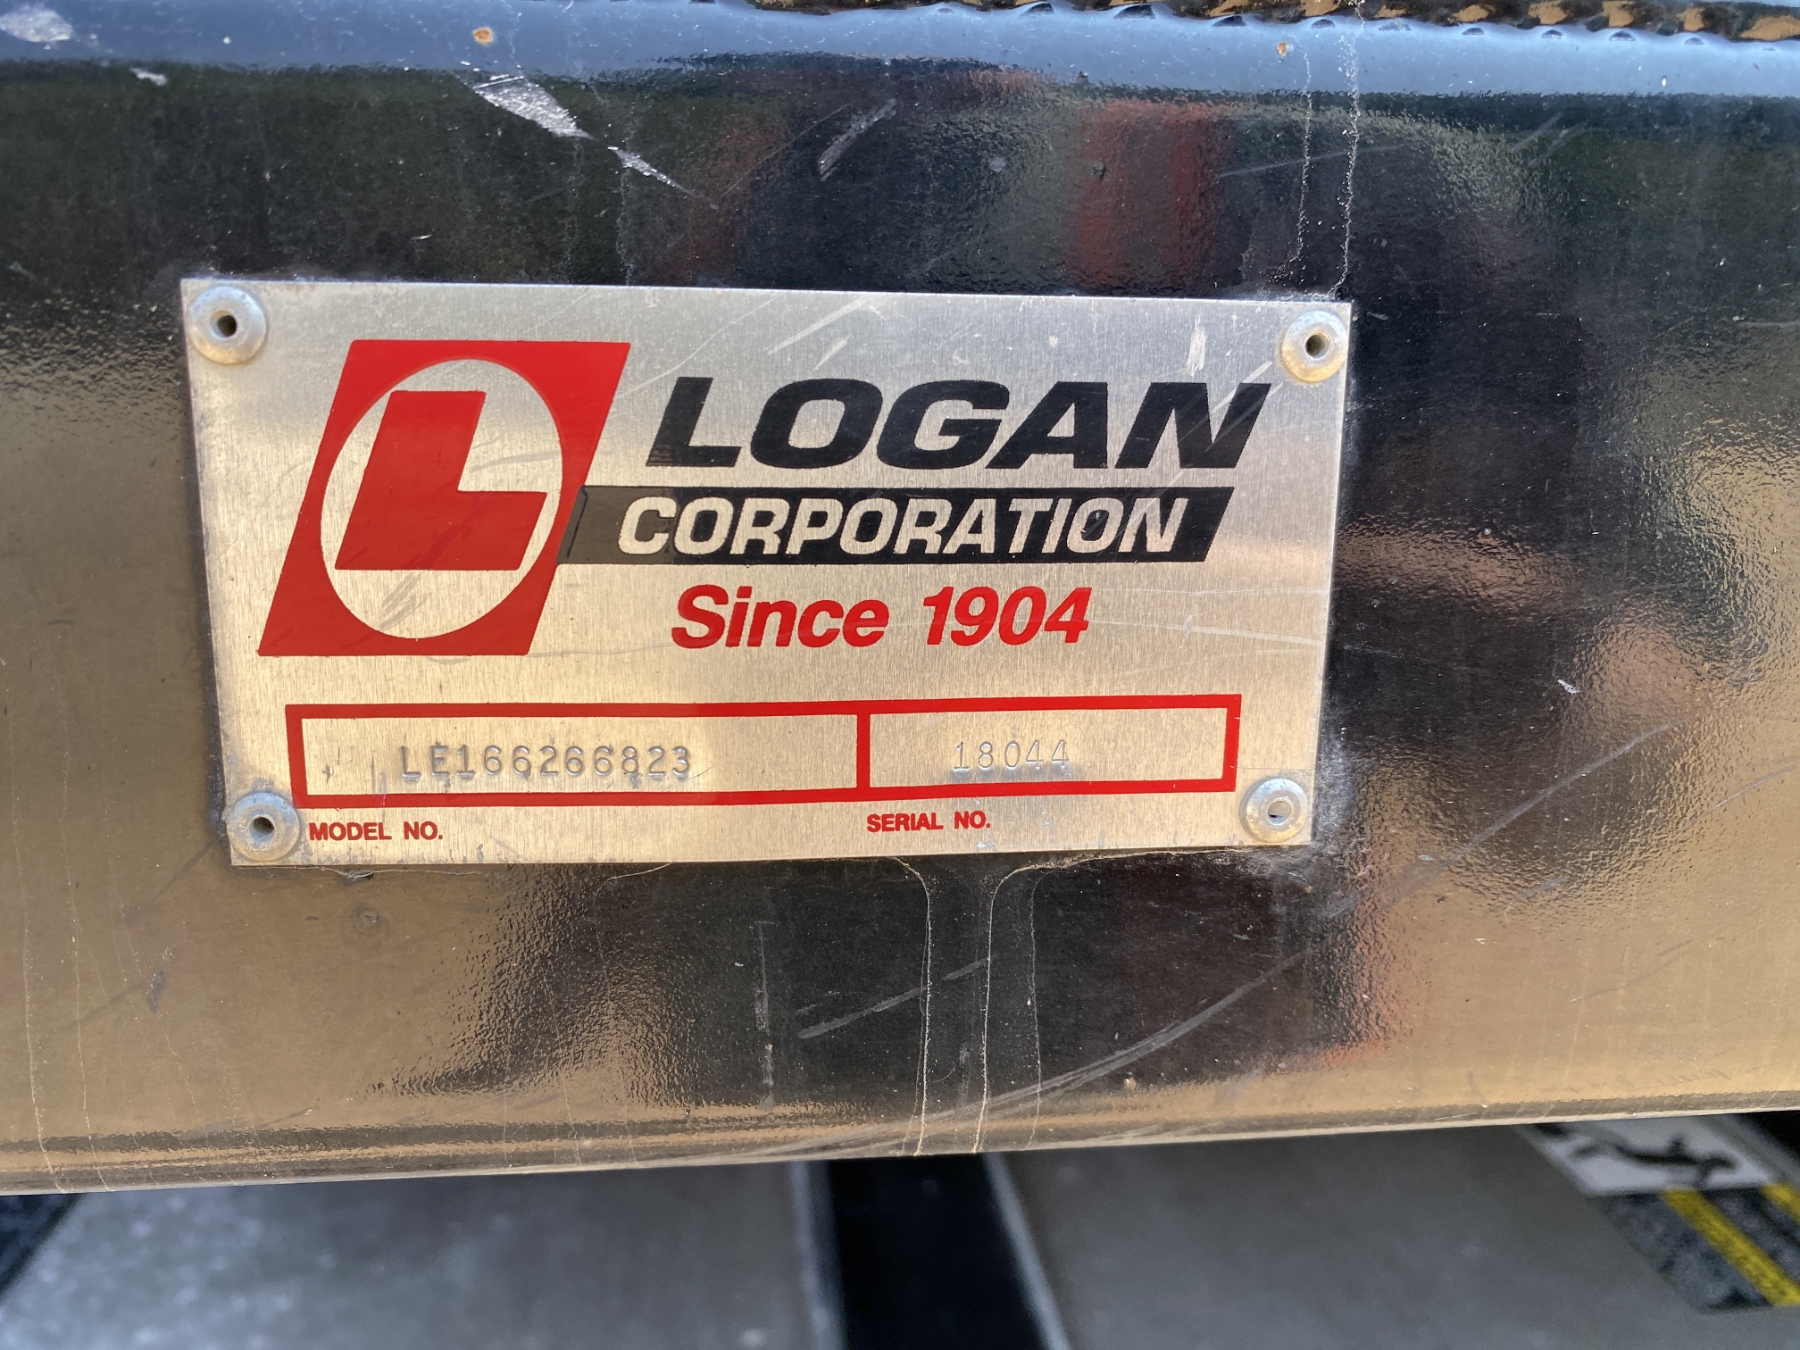 L
LOGAN
CORPORATION
Since 1904
LE166266823
18044
MODEL NO.
SERIAL NO.